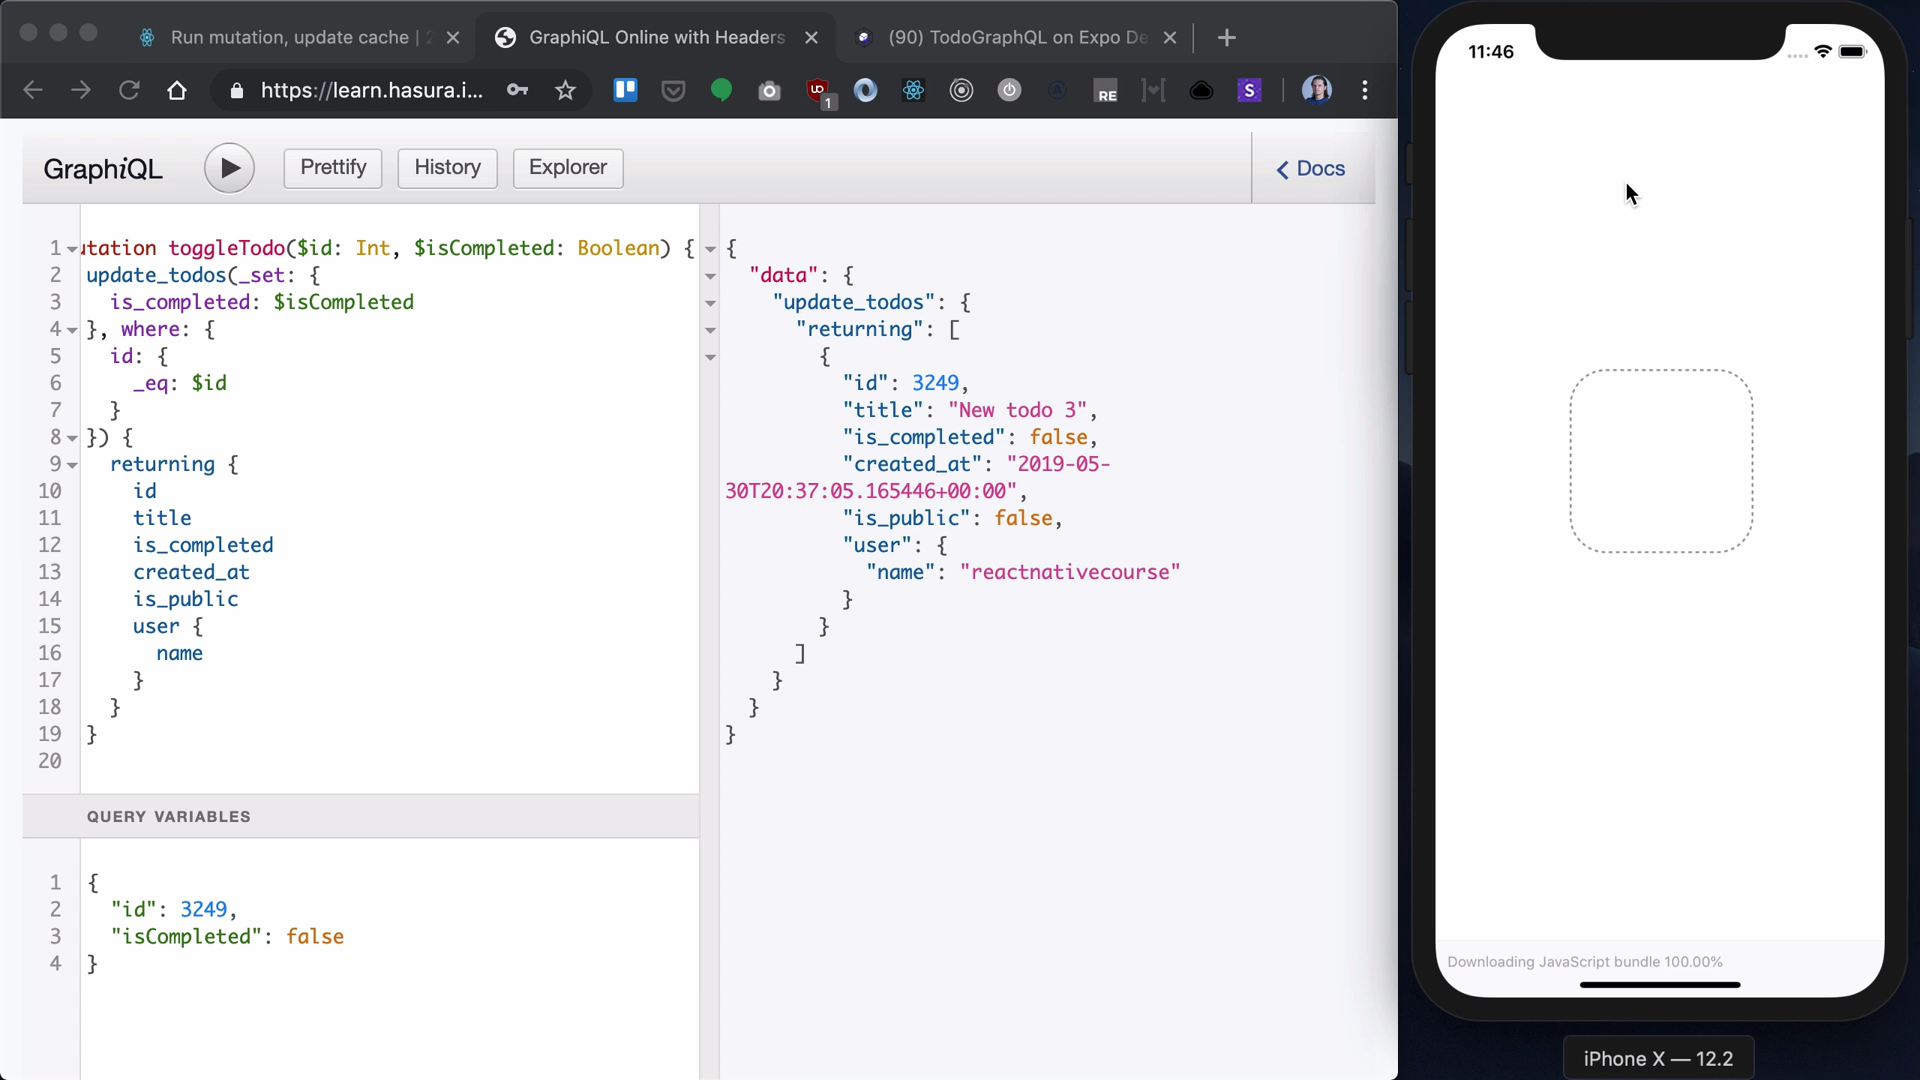 Run mutation, update cache | 2
GraphiQL Online with Headers
(90) TodoGraphQL on Expo De
https://learn.hasura.i...
1
RE
S
GraphiQL
Prettify
History
Explorer
Docs
1 utation toggleTodo($id: Int, $isCompleted: Boolean) {
2 update_todos(_set: {
3 is_completed: $isCompleted
4 }, where: {
5 id: {
6 _eq: $id
7 }
8 }) {
9 returning {
10 id
11 title
12 is_completed
13 created_at
14 is_public
15 user {
16 name
17 }
18 }
19 }
20
{
"data": {
"update_todos": {
"returning": [
{
"id": 3249,
"title": "New todo 3",
"is_completed": false,
"created_at": "2019-05-
30T20:37:05.165446+00:00",
"is_public": false,
"user": {
"name": "reactnativecourse"
}
}
]
}
}
}
QUERY VARIABLES
1 {
2 "id": 3249,
3 "isCompleted": false
4 }
11:46
Downloading JavaScript bundle 100.00%
iPhone X — 12.2